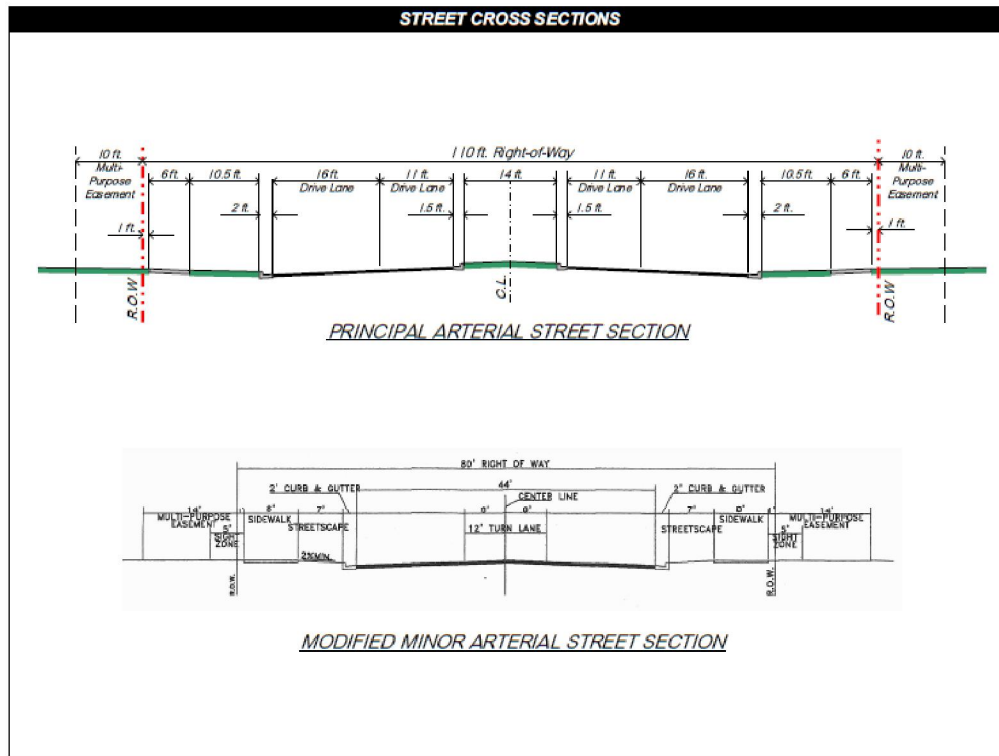 STREET CROSS SECTIONS
110 ft. Right-of-Way
10 ft.
Multi-
Purpose
Easement
6 ft.
10.5 ft.
16 ft.
Drive Lane
11 ft.
Drive Lane
14 ft.
11 ft.
Drive Lane
16 ft.
Drive Lane
10.5 ft.
6 ft.
10 ft.
Multi-
Purpose
Easement
2 ft.
1.5 ft.
1.5 ft.
2 ft.
1 ft.
1 ft.
R.O.W
C.L.
R.O.W
PRINCIPAL ARTERIAL STREET SECTION
80' RIGHT OF WAY
44'
2' CURB & GUTTER
2' CURB & GUTTER
CENTER LINE
14'
MULTI-PURPOSE
EASEMENT
5'
SIGHT
ZONE
SIDEWALK
7'
STREETSCAPE
6'
6'
12' TURN LANE
7'
STREETSCAPE
SIDEWALK
14'
MULTI-PURPOSE
EASEMENT
5'
SIGHT
ZONE
2%MIN.
R.O.W.
R.O.W.
MODIFIED MINOR ARTERIAL STREET SECTION